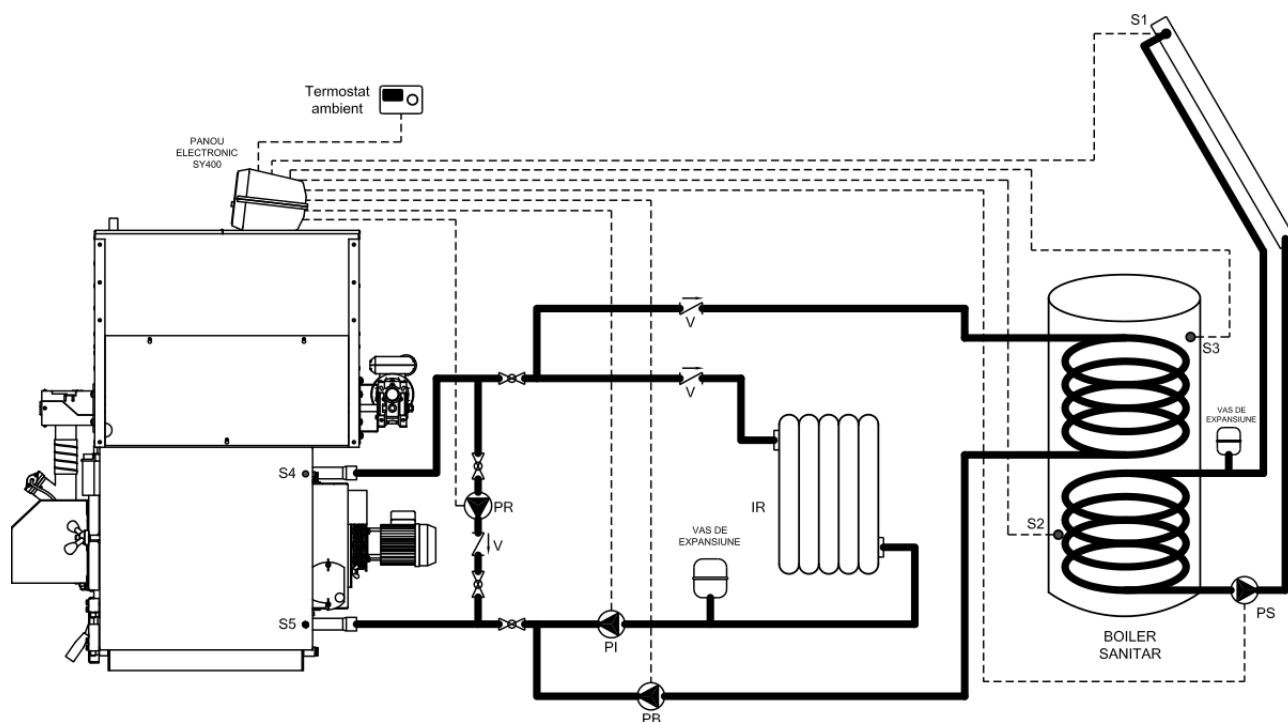 S1
Termostat
ambient
PANOU
ELECTRONIC
SY400
V
V
S3
VAS DE
EXPANSIUNE
S4
PR
IR
V
VAS DE
EXPANSIUNE
S2
S5
PI
PS
BOILER
SANITAR
PB